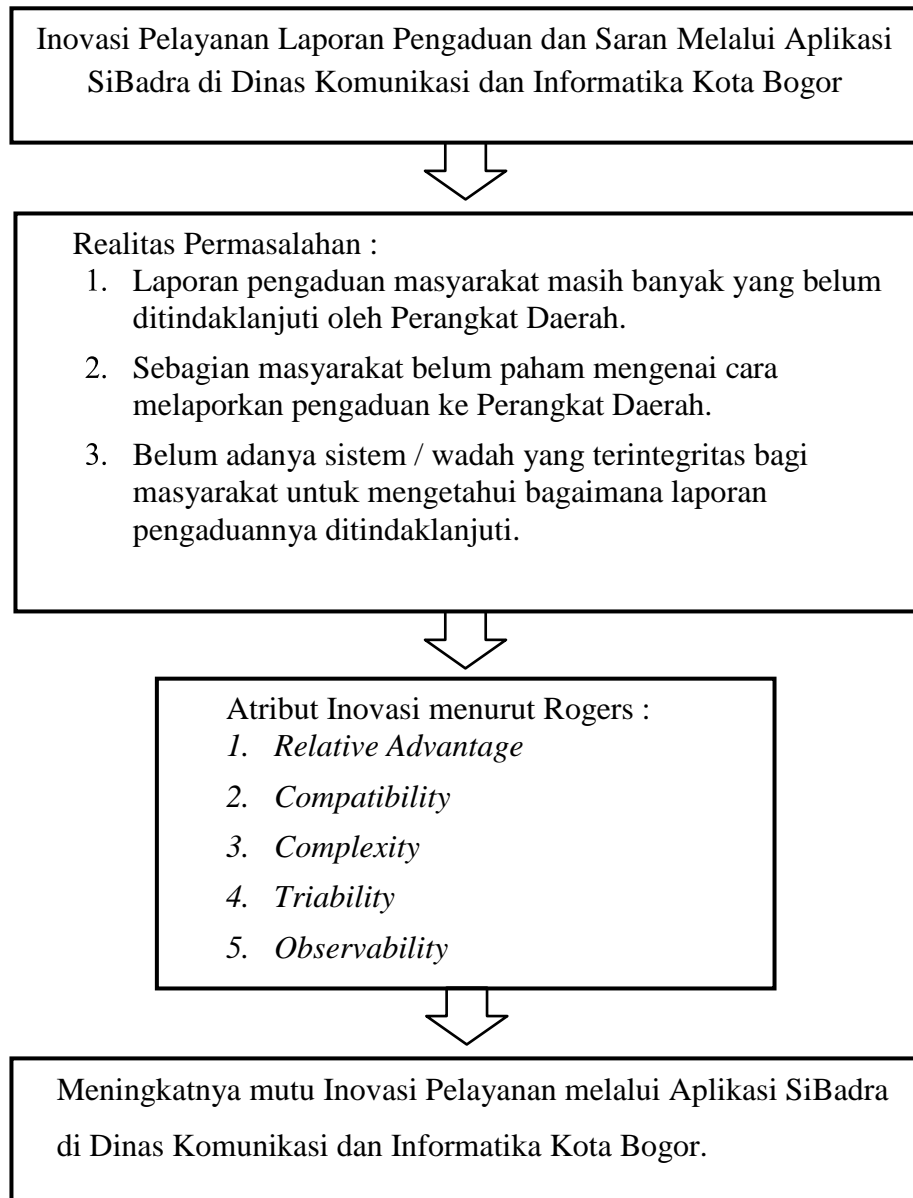 Inovasi Pelayanan Laporan Pengaduan dan Saran Melalui Aplikasi
SiBadra di Dinas Komunikasi dan Informatika Kota Bogor
Realitas Permasalahan :
1. Laporan pengaduan masyarakat masih banyak yang belum
ditindaklanjuti oleh Perangkat Daerah.
2. Sebagian masyarakat belum paham mengenai cara
melaporkan pengaduan ke Perangkat Daerah.
3. Belum adanya sistem / wadah yang terintegritas bagi
masyarakat untuk mengetahui bagaimana laporan
pengaduannya ditindaklanjuti.
Atribut Inovasi menurut Rogers :
1. Relative Advantage
2. Compatibility
3. Complexity
4. Triability
5. Observability
Meningkatnya mutu Inovasi Pelayanan melalui Aplikasi SiBadra
di Dinas Komunikasi dan Informatika Kota Bogor.